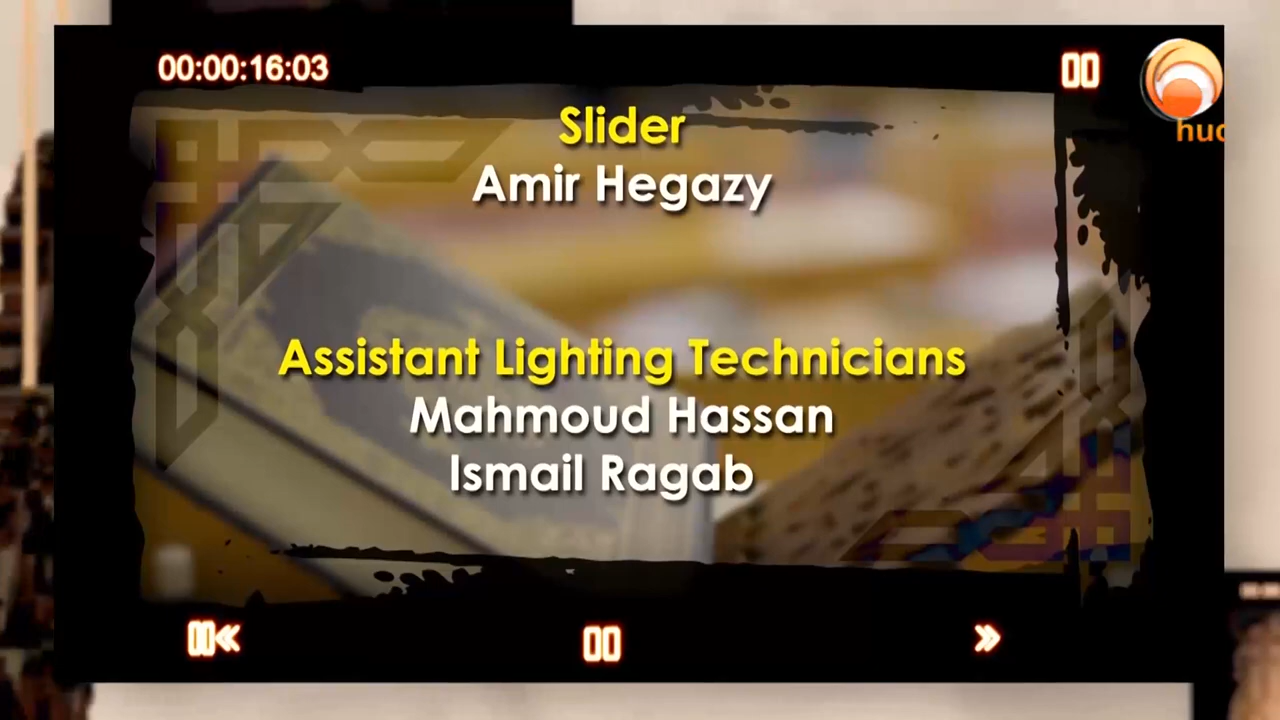 00:00:16:03
Slider
Amir Hegazy
Assistant Lighting Technicians
Mahmoud Hassan
Ismail Ragab